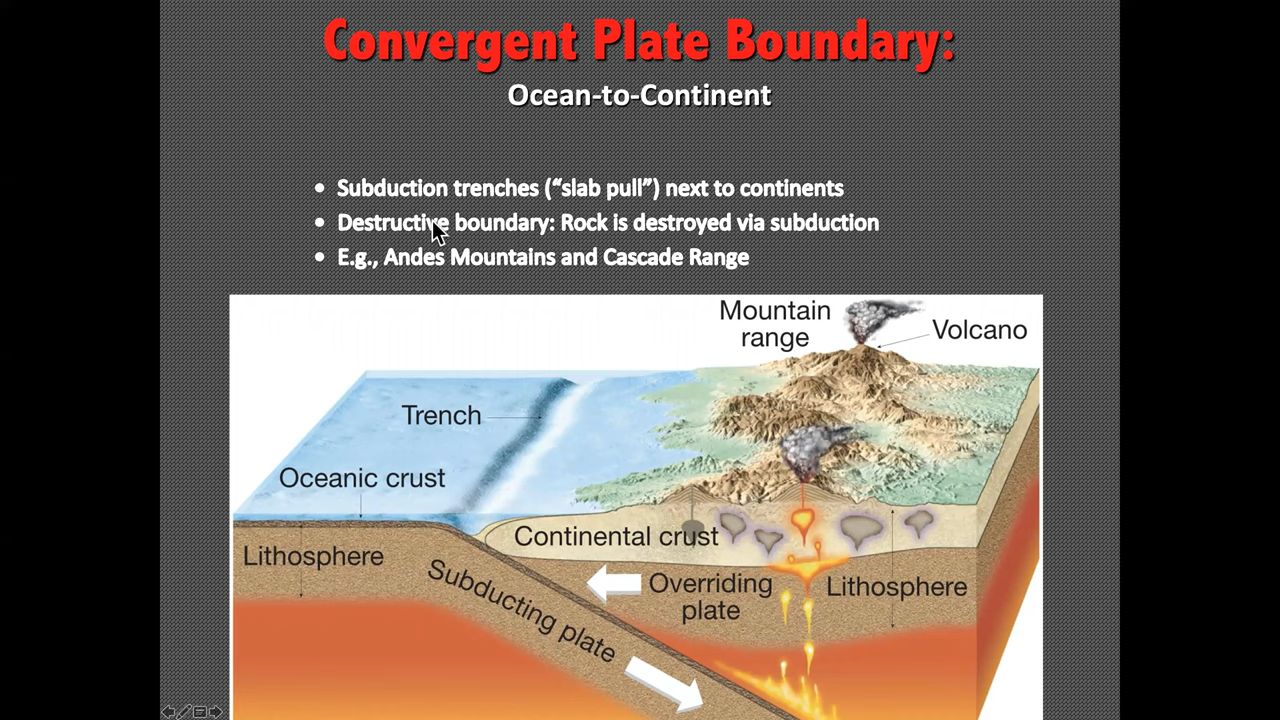 Convergent Plate Boundary:
Ocean-to-Continent
• Subduction trenches (“slab pull”) next to continents
• Destructive boundary: Rock is destroyed via subduction
• E.g., Andes Mountains and Cascade Range
Mountain
range
Volcano
Trench
Oceanic crust
Continental crust
Lithosphere
Subducting plate
Overriding
plate
Lithosphere